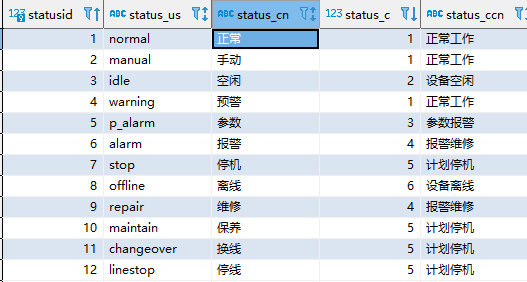 123 statusid ABC status_us ABC status_cn 123 status_c ABC status_ccn
1 normal 正常 1 正常工作
2 manual 手动 1 正常工作
3 idle 空闲 2 设备空闲
4 warning 预警 1 正常工作
5 p_alarm 参数 3 参数报警
6 alarm 报警 4 报警维修
7 stop 停机 5 计划停机
8 offline 离线 6 设备离线
9 repair 维修 4 报警维修
10 maintain 保养 5 计划停机
11 changeover 换线 5 计划停机
12 linestop 停线 5 计划停机